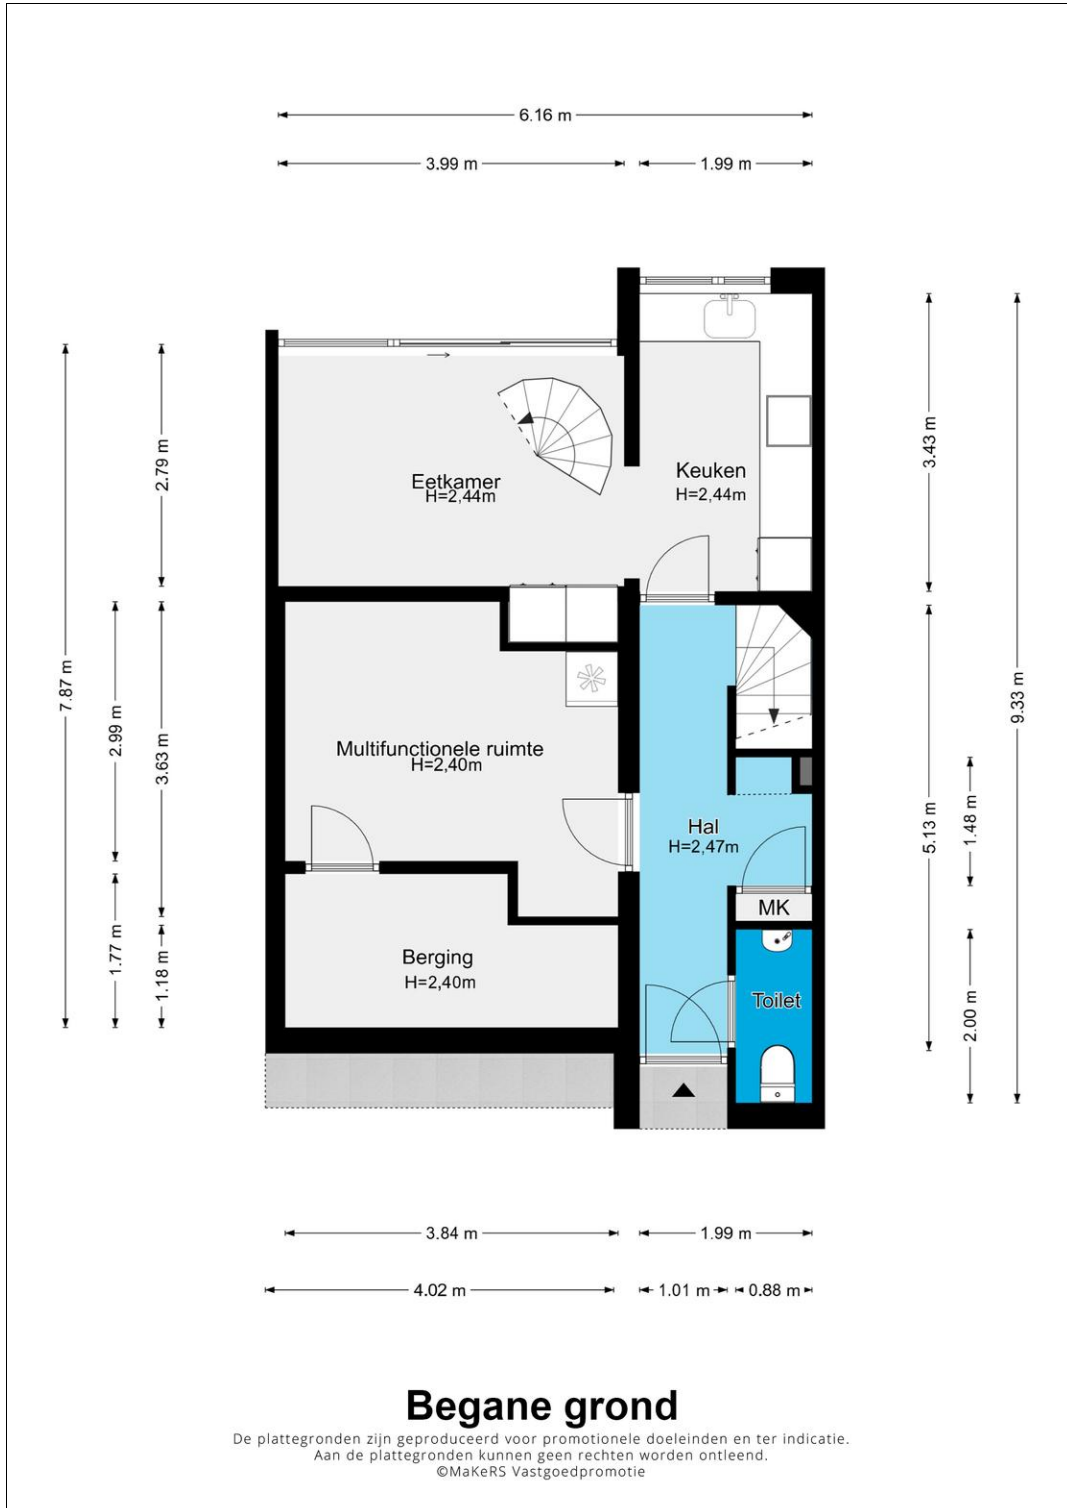 6.16 m
3.99 m
1.99 m
Eetkamer
H=2,44m
Keuken
H=2,44m
2.79 m
3.43 m
7.87 m
9.33 m
2.99 m
3.63 m
Multifunctionele ruimte
H=2,40m
Hal
H=2,47m
5.13 m
1.48 m
MK
1.77 m
1.18 m
Berging
H=2,40m
Toilet
2.00 m
3.84 m
1.99 m
4.02 m
1.01 m
0.88 m
Begane grond
De plattegronden zijn geproduceerd voor promotionele doeleinden en ter indicatie.
Aan de plattegronden kunnen geen rechten worden ontleend.
©MaKeRS Vastgoedpromotie